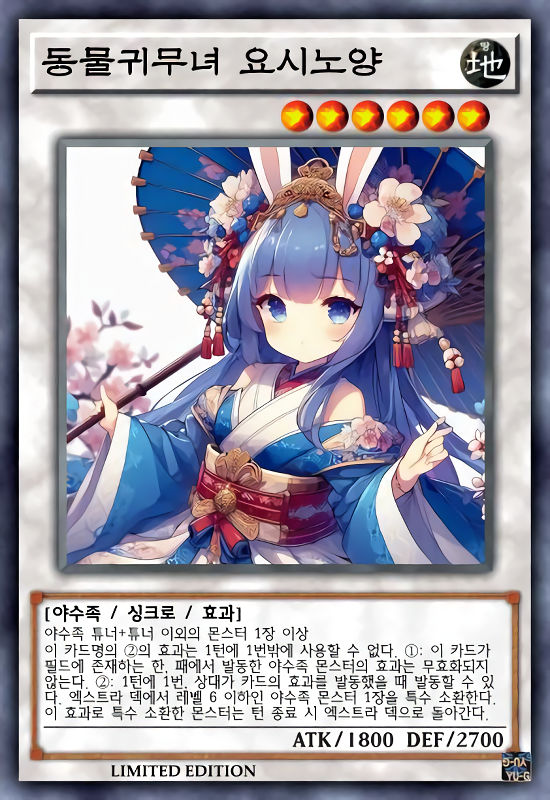 동물귀무녀 요시노양
땅
地
[야수족 / 싱크로 / 효과]
야수족 튜너+튜너 이외의 몬스터 1장 이상
이 카드명의 ②의 효과는 1턴에 1번밖에 사용할 수 없다. ①: 이 카드가
필드에 존재하는 한, 패에서 발동한 야수족 몬스터의 효과는 무효화되지
않는다. ②: 1턴에 1번, 상대가 카드의 효과를 발동했을 때 발동할 수 있
다. 엑스트라 덱에서 레벨 6 이하인 야수족 몬스터 1장을 특수 소환한다.
이 효과로 특수 소환한 몬스터는 턴 종료 시 엑스트라 덱으로 돌아간다.
ATK/1800 DEF/2700
LIMITED EDITION